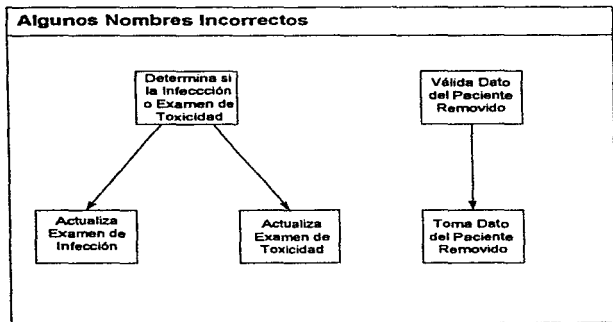 Algunos Nombres Incorrectos
Determina si
la Infeccción
o Examen de
Toxicidad
Válida Dato
del Paciente
Removido
Actualiza
Examen de
Infección
Actualiza
Examen de
Toxicidad
Toma Dato
del Paciente
Removido